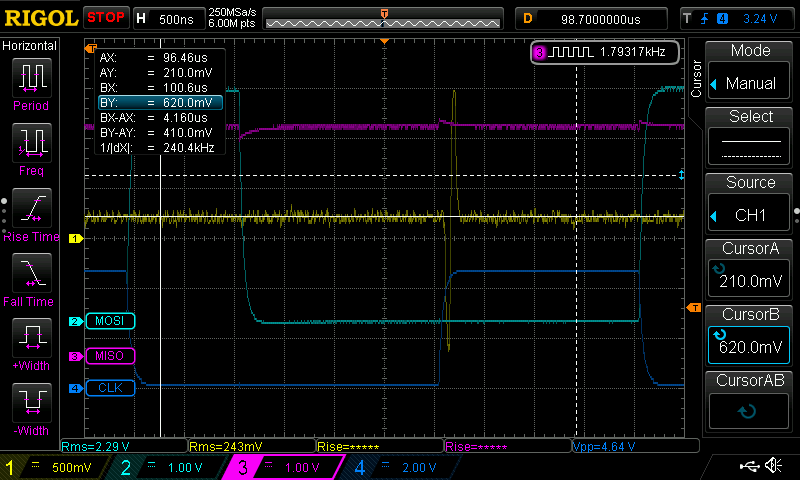 RIGOL STOP H 500ns 250MSa/s 6.00M pts T D 98.7000000us T 4 3.24 V
Horizontal
Period
Freq
Rise Time
Fall Time
+Width
-Width
T
AX: = 96.46us
AY: = 210.0mV
BX: = 100.6us
BY: = 620.0mV
BX-AX: = 4.160us
BY-AY: = 410.0mV
1/|dX|: = 240.4kHz
3 1.79317kHz
1
2 MOSI
3 MISO
4 CLK
T
Cursor
Mode
Manual
Select
Source
CH1
CursorA
210.0mV
CursorB
620.0mV
CursorAB
Rms=2.29 V Rms=243mV Rise=***** Rise=***** Vpp=4.64 V
1 500mV 2 1.00 V 3 1.00 V 4 2.00 V